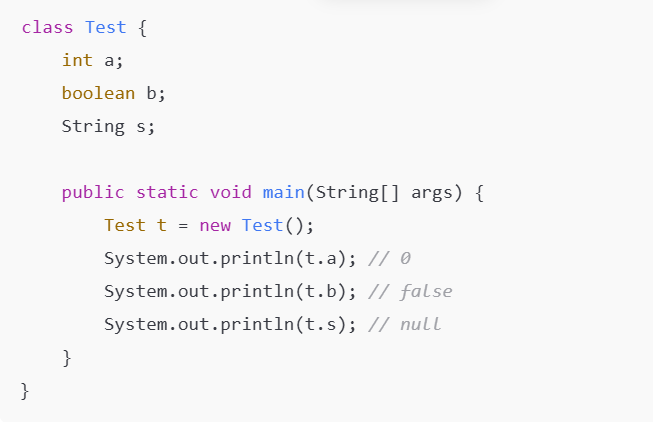 class Test {
    int a;
    boolean b;
    String s;

    public static void main(String[] args) {
        Test t = new Test();
        System.out.println(t.a); // 0
        System.out.println(t.b); // false
        System.out.println(t.s); // null
    }
}